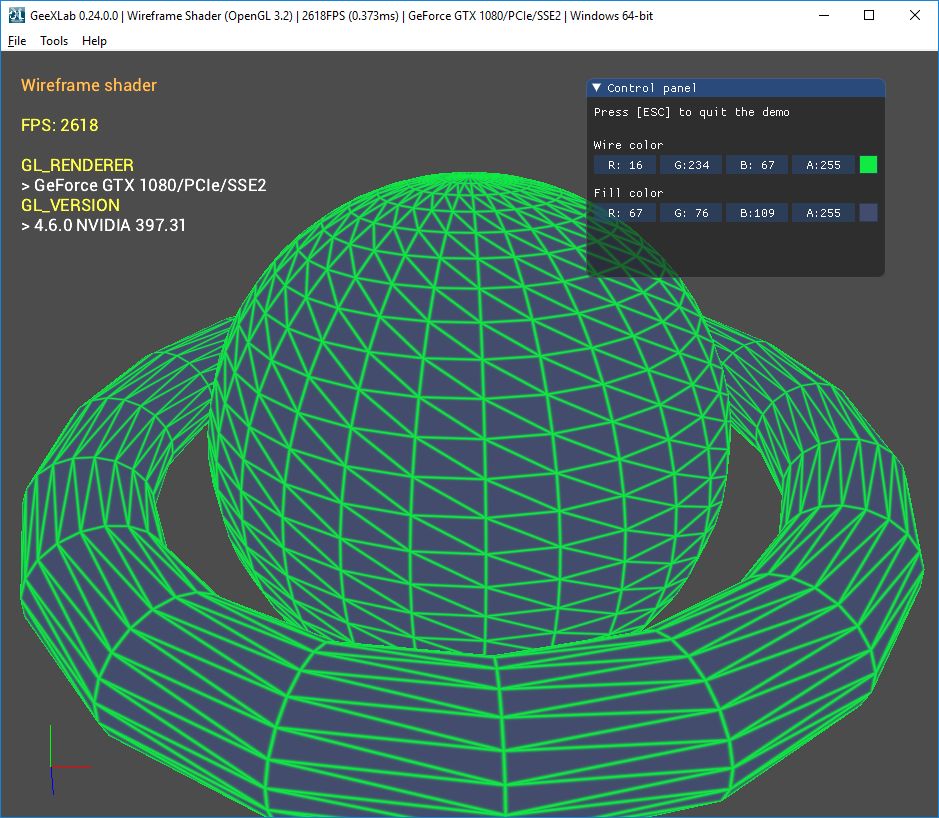 GeeXLab 0.24.0.0 | Wireframe Shader (OpenGL 3.2) | 2618FPS (0.373ms) | GeForce GTX 1080/PCIe/SSE2 | Windows 64-bit
File Tools Help
Wireframe shader
FPS: 2618
GL_RENDERER
> GeForce GTX 1080/PCIe/SSE2
GL_VERSION
> 4.6.0 NVIDIA 397.31
Control panel
Press [ESC] to quit the demo
Wire color
R: 16 G:234 B: 67 A:255
Fill color
R: 67 G: 76 B:109 A:255